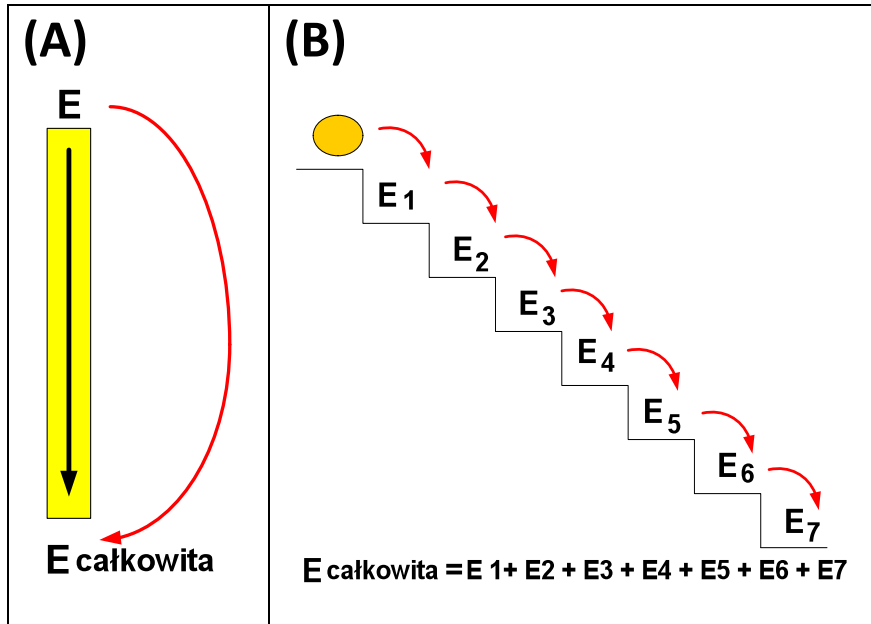 (A)
E
E całkowita
(B)
E1
E2
E3
E4
E5
E6
E7
E całkowita = E 1+ E2 + E3 + E4 + E5 + E6 + E7